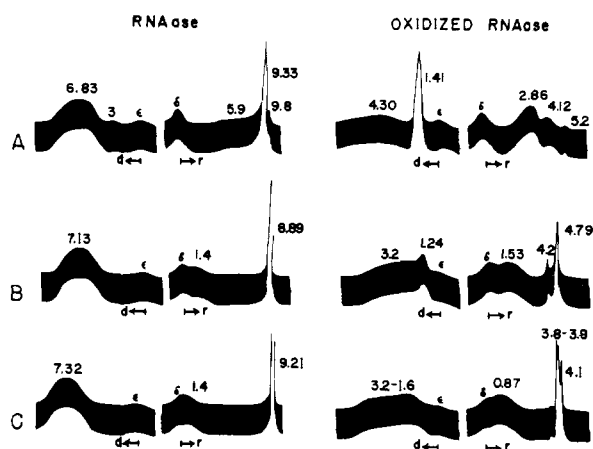 RNAase OXIDIZED RNAase
A 6.83 3 ε δ 5.9 9.33 9.8 4.30 1.41 ε δ 2.86 4.12 5.2
d r d r
B 7.13 ε δ 1.4 8.89 3.2 1.24 ε δ 1.53 4.2 4.79
d r d r
C 7.32 ε δ 1.4 9.21 3.2-1.6 ε δ 0.87 3.8-3.9 4.1
d r d r